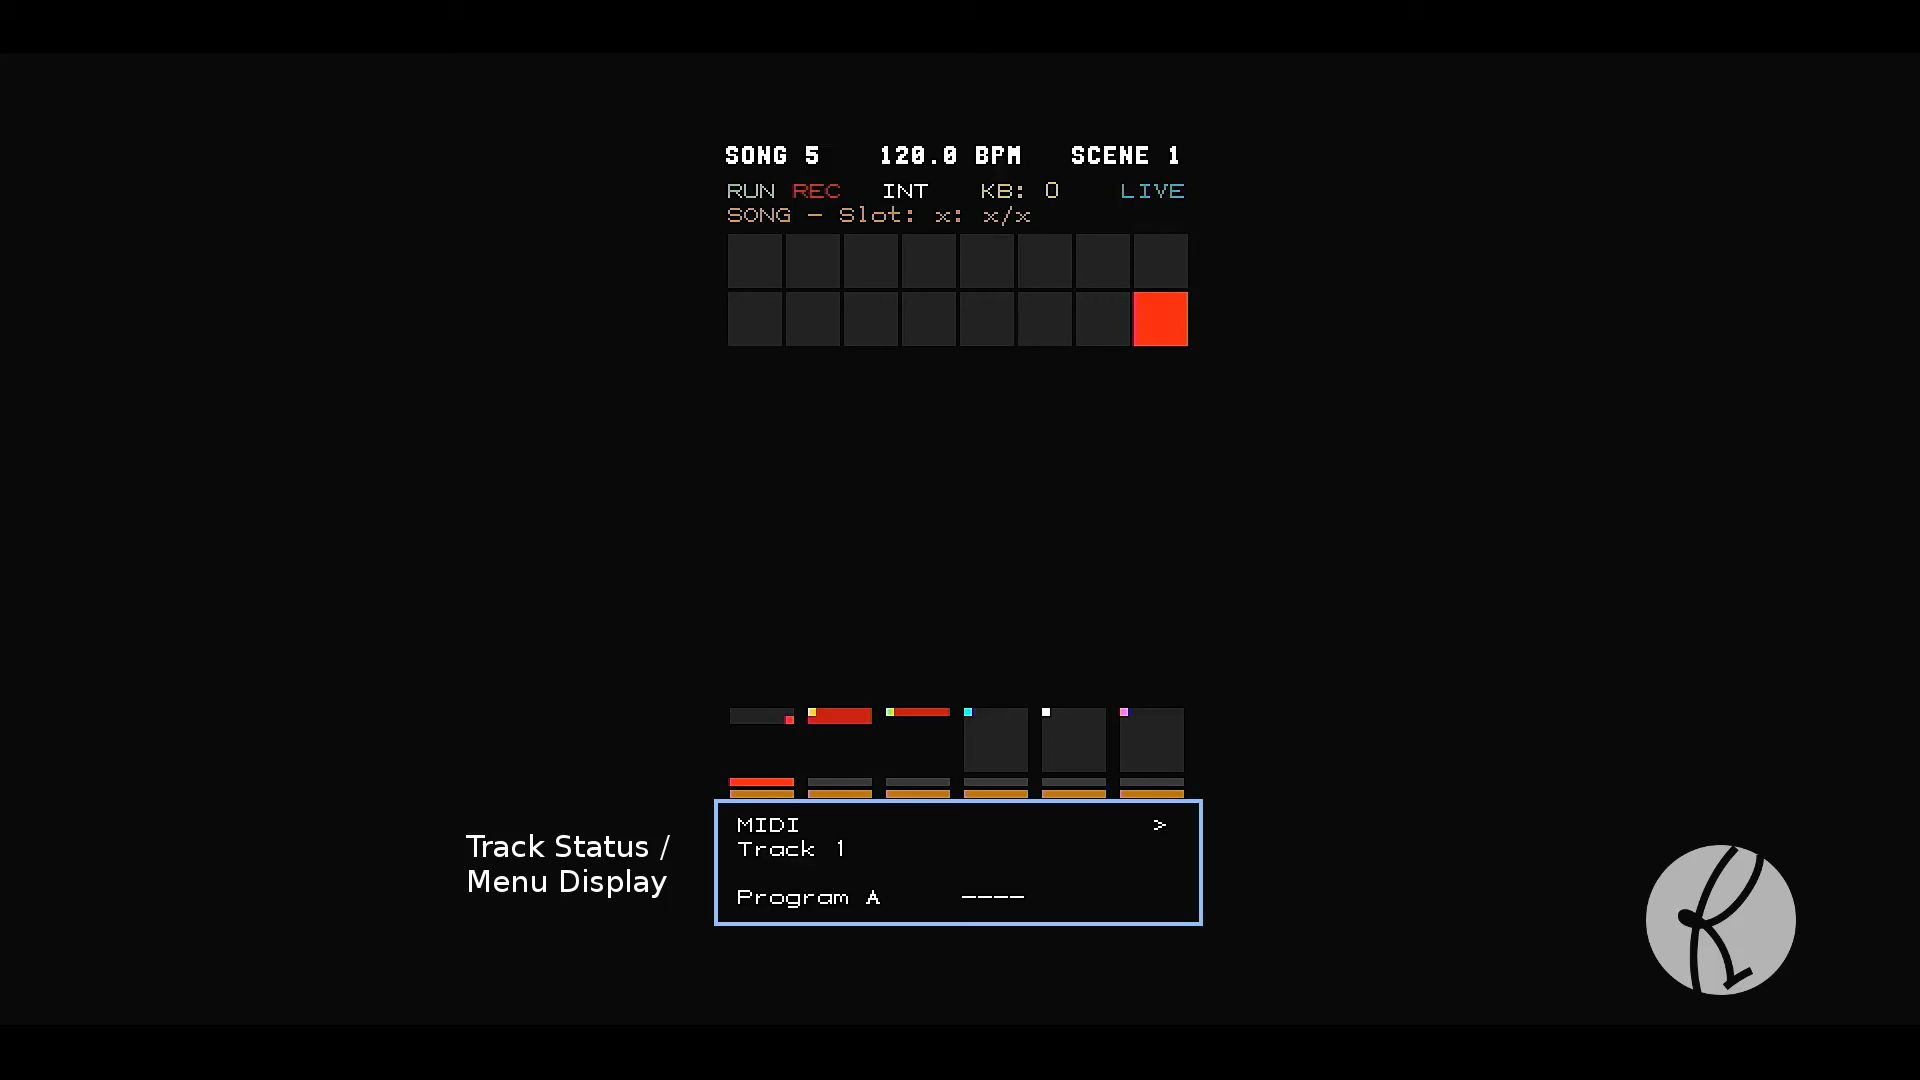 SONG 5 120.0 BPM SCENE 1
RUN REC INT KB: 0 LIVE
SONG - Slot: x: x/x
Track Status /
Menu Display
MIDI >
Track 1
Program A ----